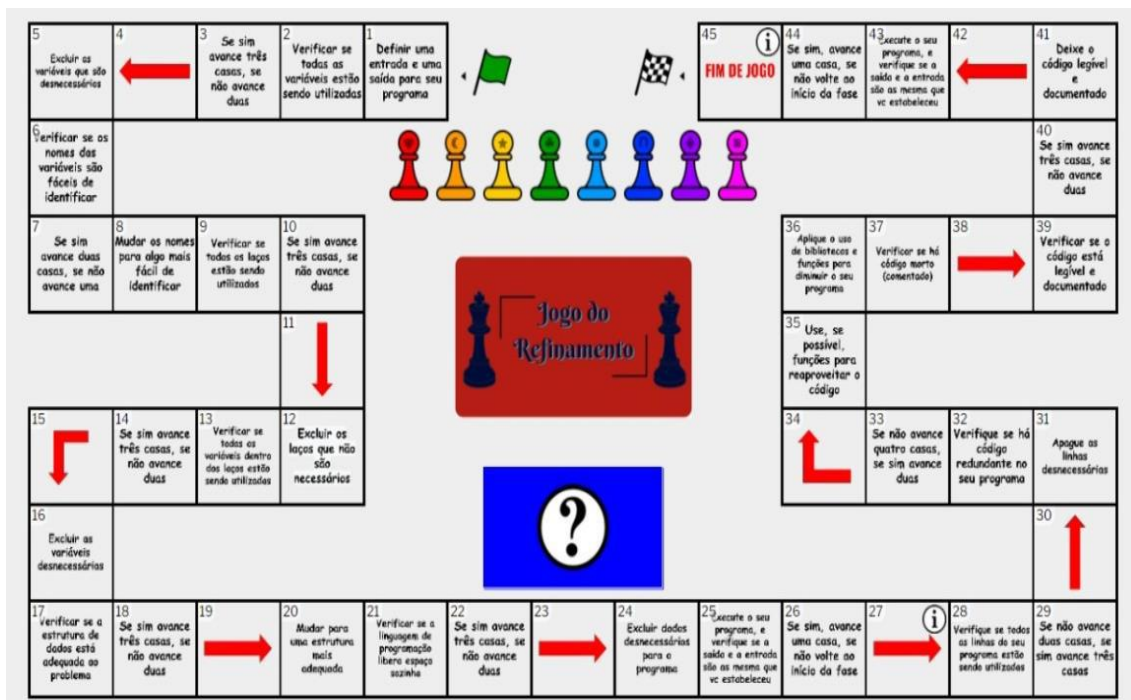 1
Definir uma
entrada e uma
saída para seu
programa
2
Verificar se
todas as
variáveis estão
sendo utilizadas
3
Se sim
avance três
casas, se
não avance
duas
4
5
Excluir as
variáveis que são
desnecessários
6
Verificar se os
nomes das
variáveis são
fáceis de
identificar
7
Se sim
avance duas
casas, se não
avance uma
8
Mudar os nomes
para algo mais
fácil de
identificar
9
Verificar se
todos os laços
estão sendo
utilizados
10
Se sim avance
três casas, se
não avance
duas
11
12
Excluir os
laços que não
são
necessários
13
Verificar se
todas as
variáveis dentro
dos laços estão
sendo utilizadas
14
Se sim avance
três casas, se
não avance
duas
15
16
Excluir as
variáveis
desnecessárias
17
Verificar se a
estrutura de
dados está
adequada ao
problema
18
Se sim avance
três casas, se
não avance
duas
19
20
Mudar para
uma estrutura
mais
adequada
21
Verificar se a
linguagem de
programação
libera espaço
sozinha
22
Se sim avance
três casas, se
não avance
duas
23
24
Excluir dados
desnecessários
para o
programa
25
Execute o seu
programa, e
verifique se a
saída e a entrada
são as mesma que
vc estabeleceu
26
Se sim, avance
uma casa, se
não volte ao
início da fase
27
i
28
Verifique se todas
as linhas do seu
programa estão
sendo utilizadas
29
Se não avance
duas casas, se
sim avance três
casas
30
31
Apague as
linhas
desnecessárias
32
Verifique se há
código
redundante no
seu programa
33
Se não avance
quatro casas,
se sim avance
duas
34
35
Use, se
possível,
funções para
reaproveitar o
código
36
Aplique o uso
de bibliotecas e
funções para
diminuir o seu
programa
37
Verificar se há
código morto
(comentado)
38
39
Verificar se o
código está
legível e
documentado
40
Se sim avance
três casas, se
não avance
duas
41
Deixe o
código legível
e
documentado
42
43
Execute o seu
programa, e
verifique se a
saída e a entrada
são as mesma que
vc estabeleceu
44
Se sim, avance
uma casa, se
não volte ao
início da fase
45
i
FIM DE JOGO
Jogo do
Refinamento
?